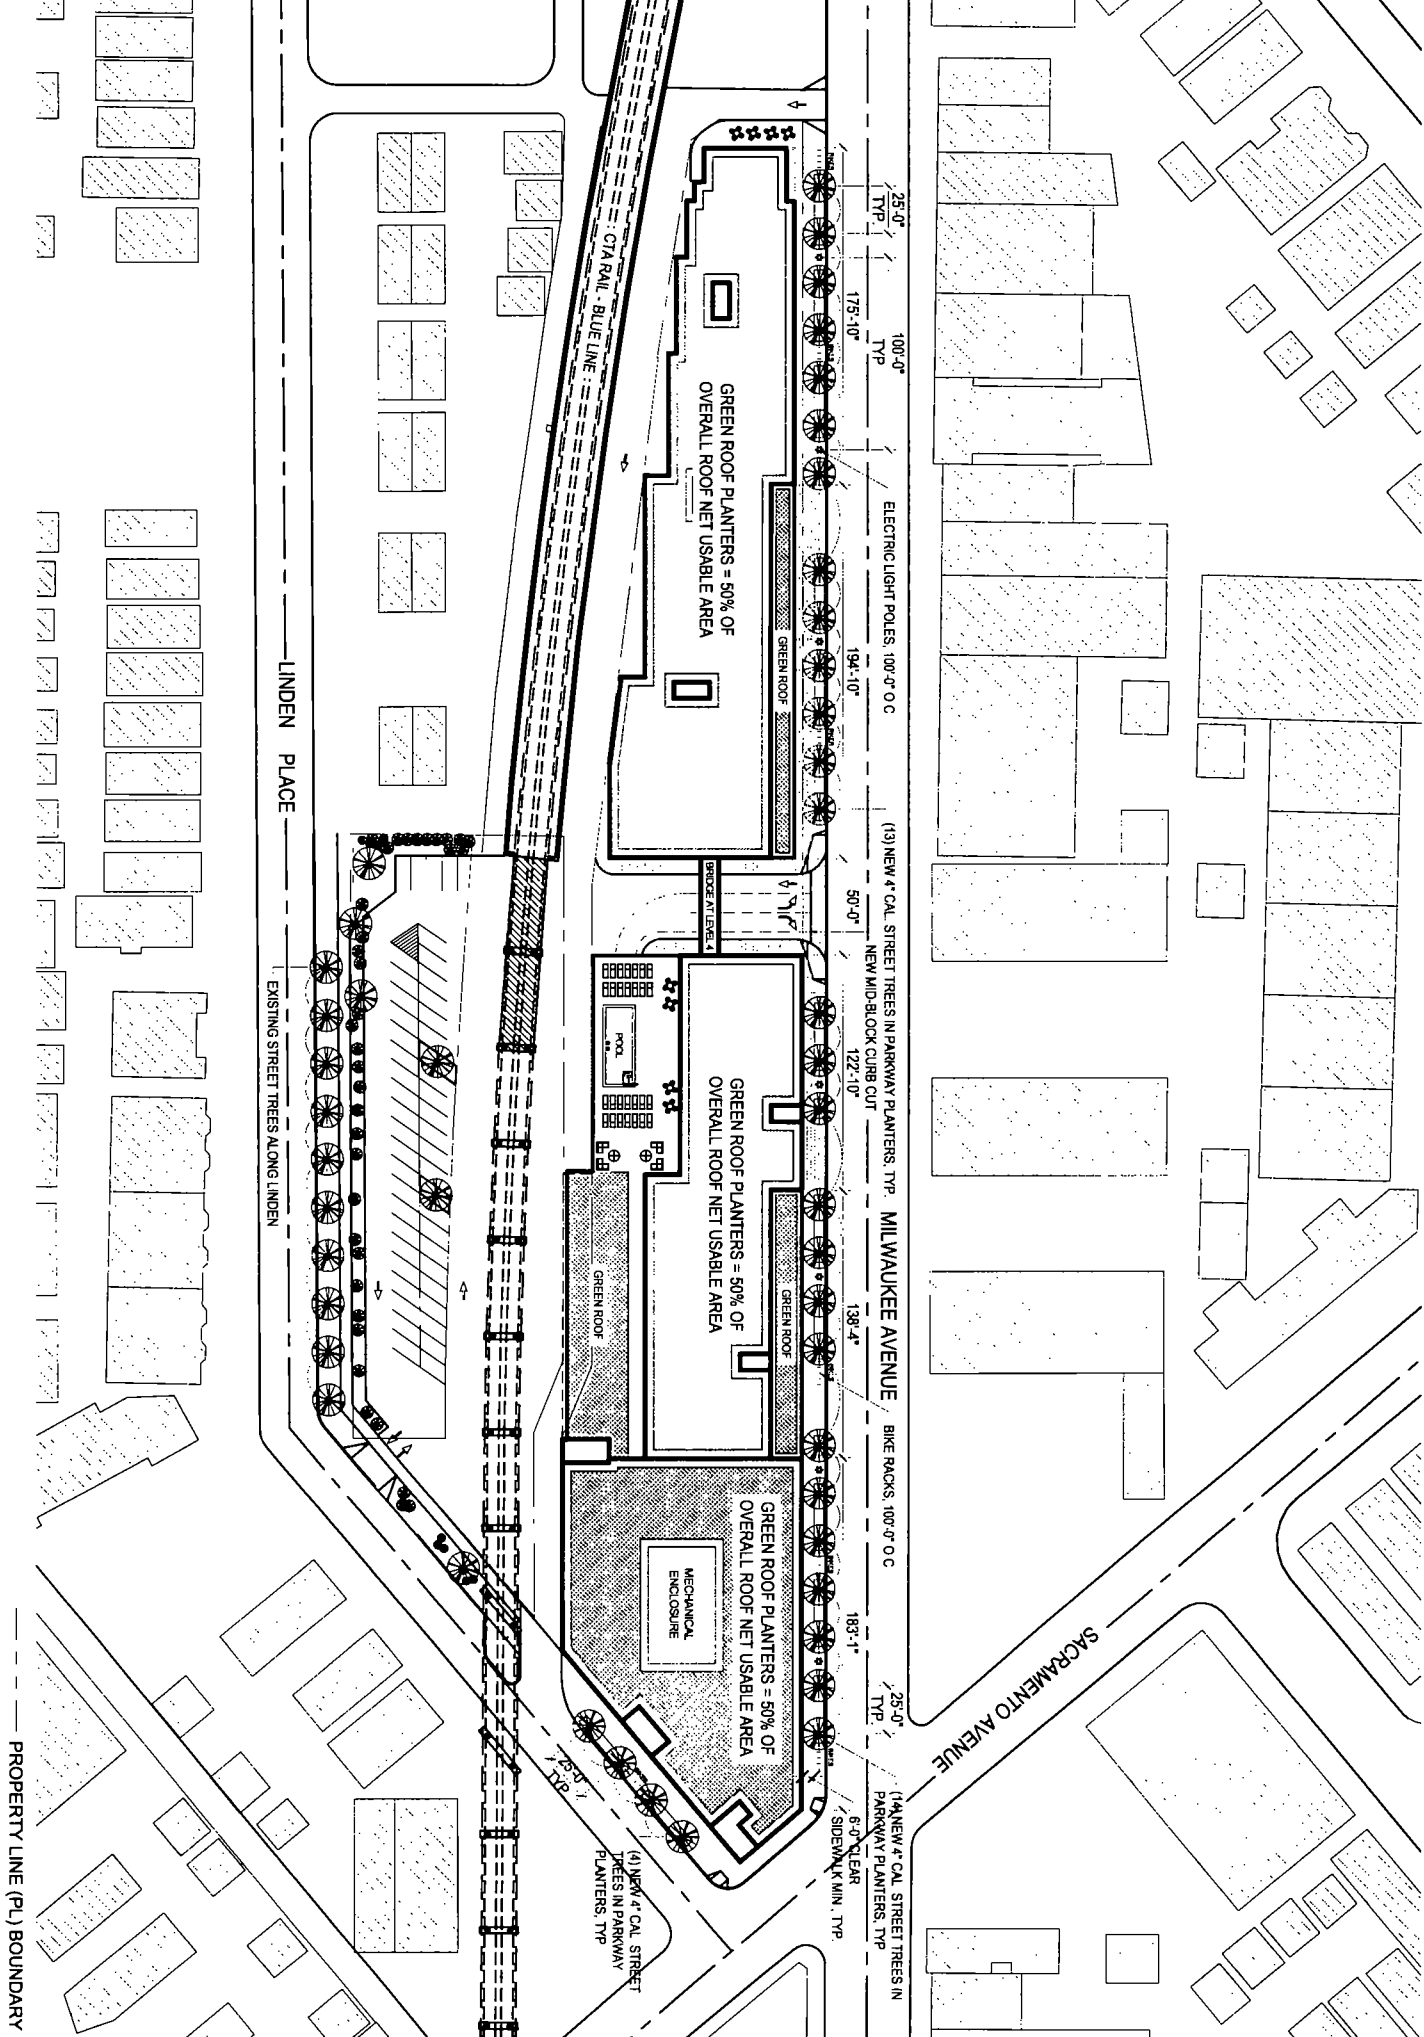 25'-0"
TYP.
175'-10"
100'-0"
TYP
CTA RAIL - BLUE LINE
GREEN ROOF PLANTERS = 50% OF
OVERALL ROOF NET USABLE AREA
GREEN ROOF
ELECTRIC LIGHT POLES, 100'-0" O C
194'-10"
LINDEN PLACE
(13) NEW 4" CAL STREET TREES IN PARKWAY PLANTERS, TYP.
NEW MID-BLOCK CURB CUT
50'-0"
BRIDGE AT LEVEL 4
POOL
122'-10"
GREEN ROOF PLANTERS = 50% OF
OVERALL ROOF NET USABLE AREA
EXISTING STREET TREES ALONG LINDEN
MILWAUKEE AVENUE
GREEN ROOF
GREEN ROOF
138'-4"
BIKE RACKS, 100'-0" O C
GREEN ROOF PLANTERS = 50% OF
OVERALL ROOF NET USABLE AREA
MECHANICAL
ENCLOSURE
183'-1"
SACRAMENTO AVENUE
25'-0"
TYP.
25'-0"
TYP.
(14) NEW 4" CAL STREET TREES IN
PARKWAY PLANTERS, TYP
6'-0" CLEAR
SIDEWALK MIN, TYP.
(4) NEW 4" CAL STREET
TREES IN PARKWAY
PLANTERS, TYP
PROPERTY LINE (PL) BOUNDARY